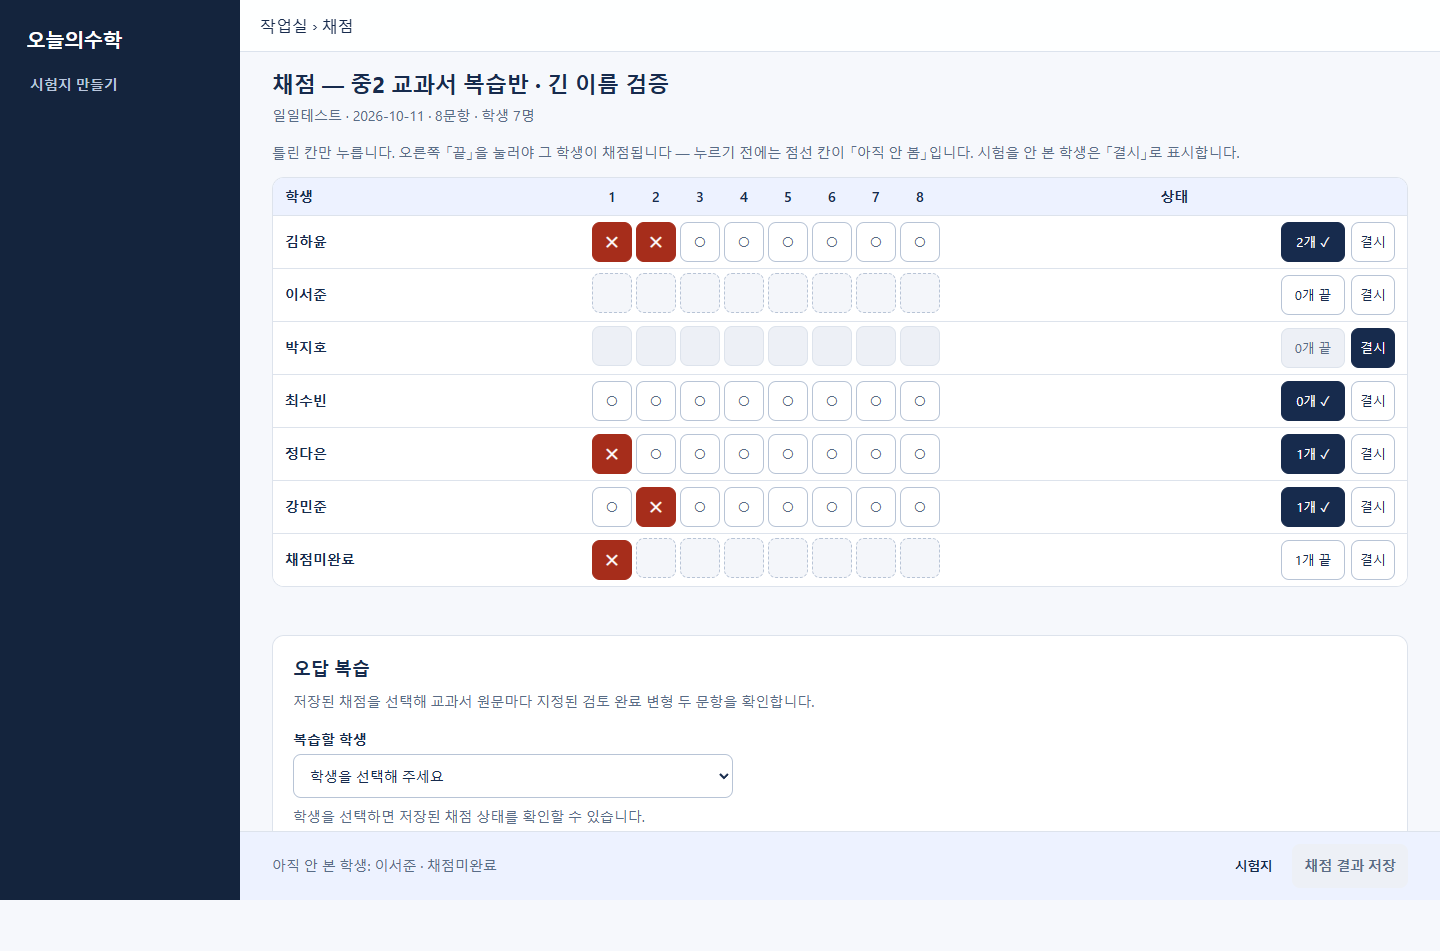 오늘의수학
시험지 만들기
작업실 › 채점
채점 — 중2 교과서 복습반 · 긴 이름 검증
일일테스트 · 2026-10-11 · 8문항 · 학생 7명
틀린 칸만 누릅니다. 오른쪽 「끝」을 눌러야 그 학생이 채점됩니다 — 누르기 전에는 점선 칸이 「아직 안 봄」입니다. 시험을 안 본 학생은 「결시」로 표시합니다.
학생 1 2 3 4 5 6 7 8 상태
김하윤 ✕ ✕ ○ ○ ○ ○ ○ ○ 2개 ✓ 결시
이서준 0개 끝 결시
박지호 0개 끝 결시
최수빈 ○ ○ ○ ○ ○ ○ ○ ○ 0개 ✓ 결시
정다은 ✕ ○ ○ ○ ○ ○ ○ ○ 1개 ✓ 결시
강민준 ○ ✕ ○ ○ ○ ○ ○ ○ 1개 ✓ 결시
채점미완료 ✕ 1개 끝 결시
오답 복습
저장된 채점을 선택해 교과서 원문마다 지정된 검토 완료 변형 두 문항을 확인합니다.
복습할 학생
학생을 선택해 주세요
학생을 선택하면 저장된 채점 상태를 확인할 수 있습니다.
아직 안 본 학생: 이서준 · 채점미완료 시험지 채점 결과 저장